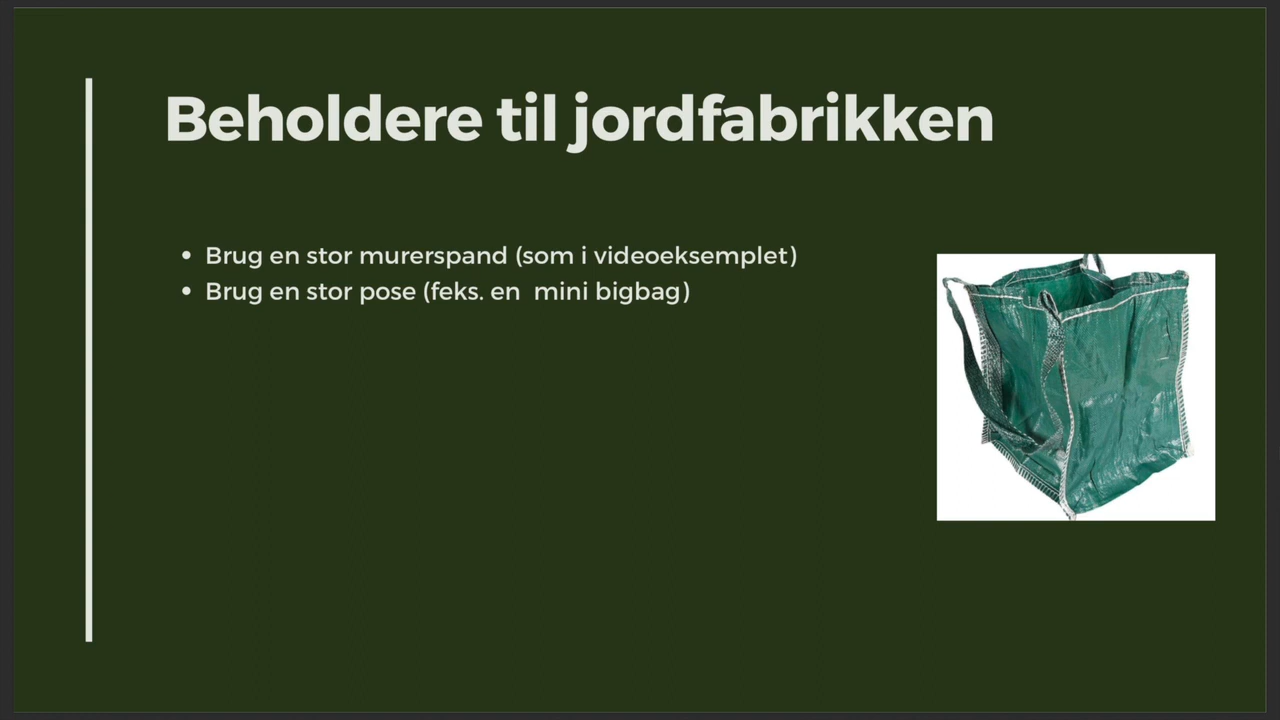 Beholdere til jordfabrikken
• Brug en stor murerspand (som i videoeksemplet)
• Brug en stor pose (feks. en  mini bigbag)